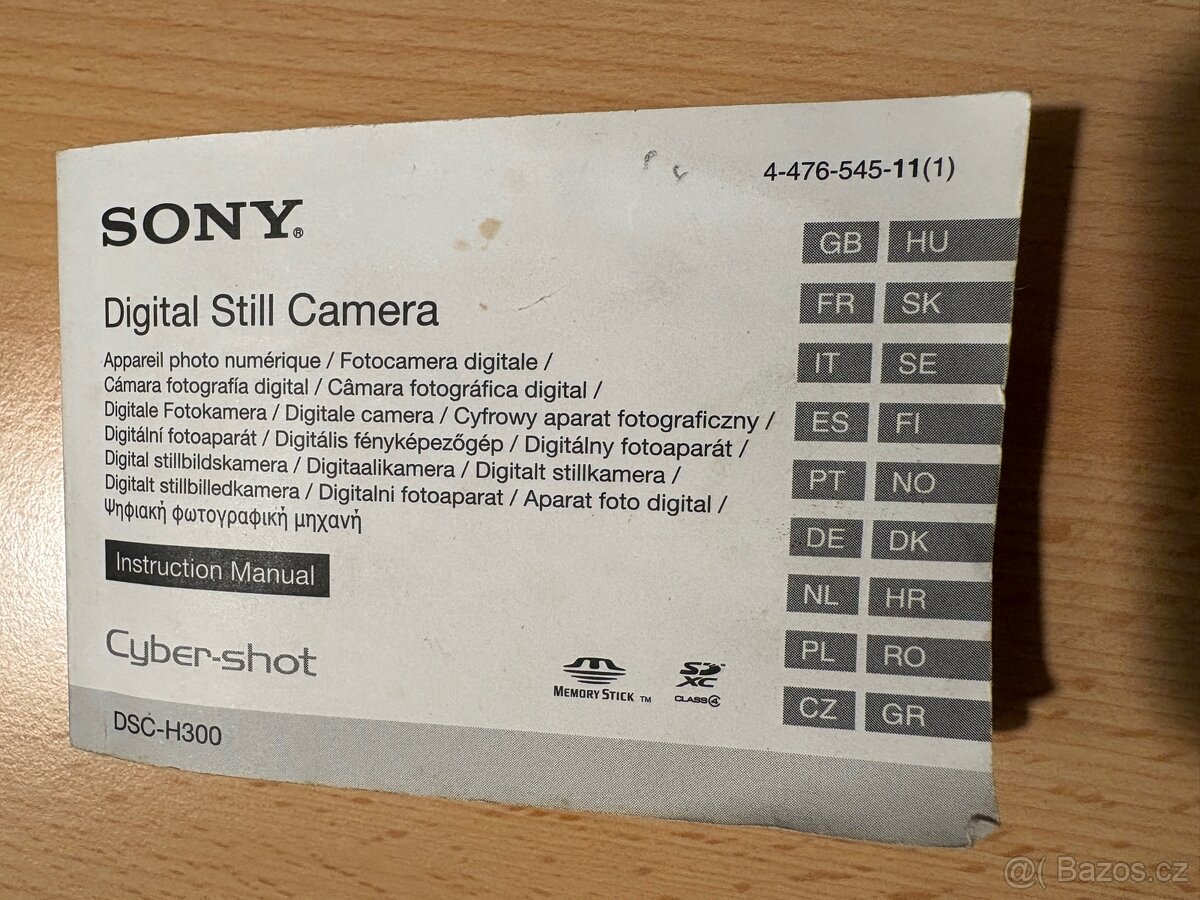 4-476-545-11(1)
SONY®
Digital Still Camera
Appareil photo numérique / Fotocamera digitale /
Cámara fotografía digital / Câmara fotográfica digital /
Digitale Fotokamera / Digitale camera / Cyfrowy aparat fotograficzny /
Digitální fotoaparát / Digitális fényképezőgép / Digitálny fotoaparát /
Digital stillbildskamera / Digitaalikamera / Digitalt stillkamera /
Digitalt stillbilledkamera / Digitalni fotoaparat / Aparat foto digital /
Ψηφιακή φωτογραφική μηχανή
Instruction Manual
Cyber-shot
MEMORY STICK TM
SD XC
CLASS 4
DSC-H300
GB HU
FR SK
IT SE
ES FI
PT NO
DE DK
NL HR
PL RO
CZ GR
@( Bazos.cz